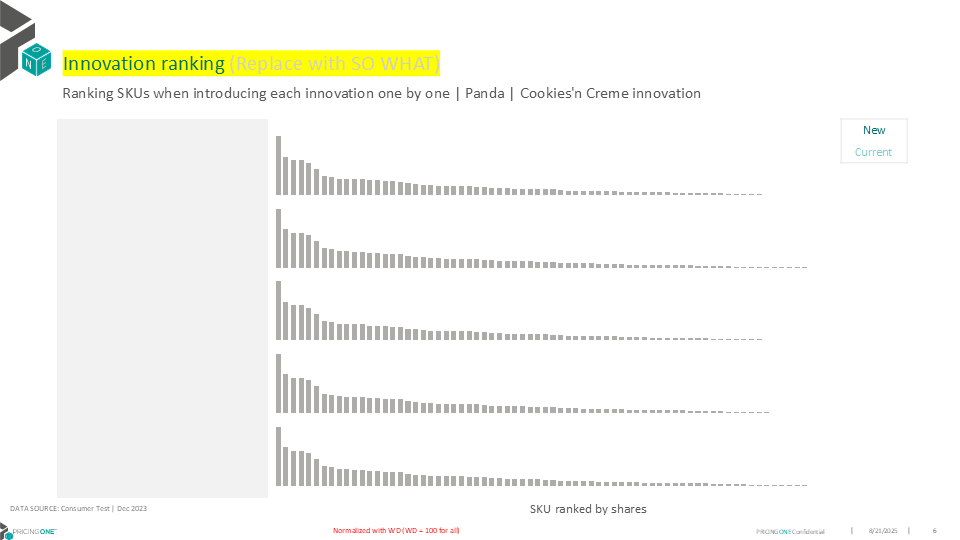 Innovation ranking (Replace with SO WHAT)
Ranking SKUs when introducing each innovation one by one | Panda | Cookies'n Creme innovation
New
Current
SKU ranked by shares
DATA SOURCE: Consumer Test | Dec 2023
Normalized with WD (WD = 100 for all)
PRICINGONE
PRICINGONE Confidential | 8/21/2025 | 6
O
N E